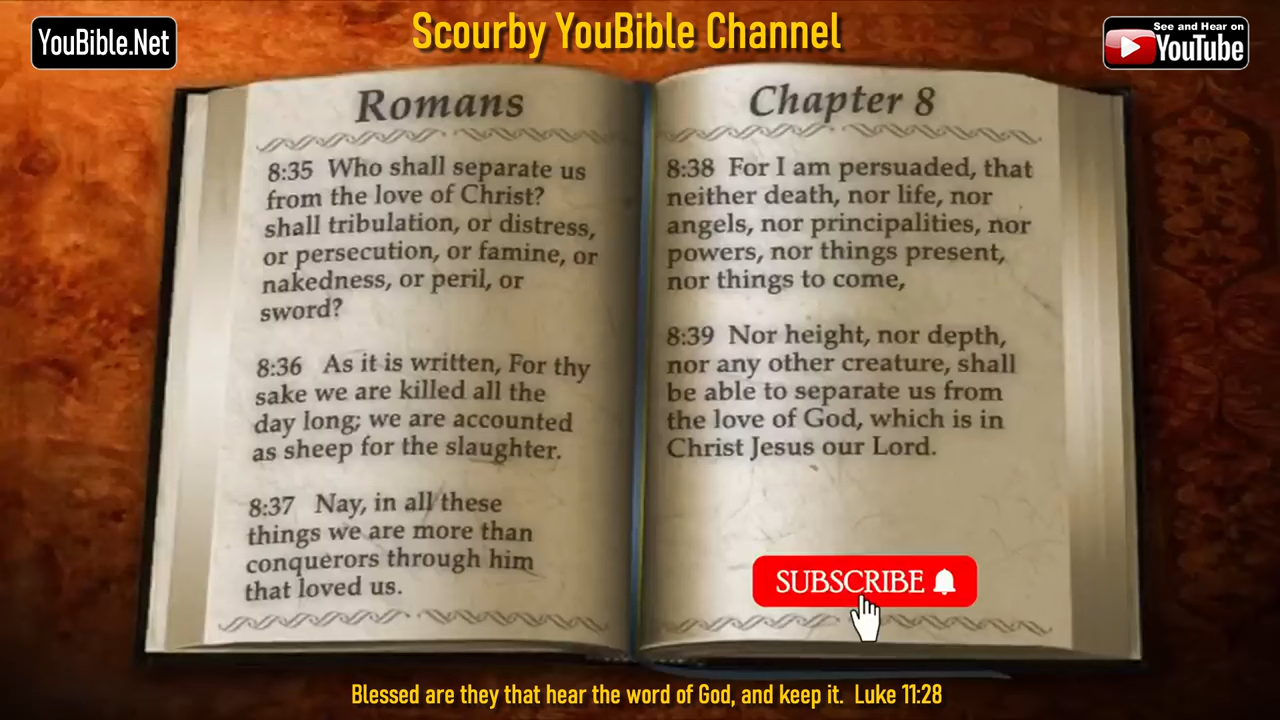 YouBible.Net
Scourby YouBible Channel
See and Hear on
YouTube
Romans
8:35 Who shall separate us
from the love of Christ?
shall tribulation, or distress,
or persecution, or famine, or
nakedness, or peril, or
sword?
8:36 As it is written, For thy
sake we are killed all the
day long; we are accounted
as sheep for the slaughter.
8:37 Nay, in all these
things we are more than
conquerors through him
that loved us.
Chapter 8
8:38 For I am persuaded, that
neither death, nor life, nor
angels, nor principalities, nor
powers, nor things present,
nor things to come,
8:39 Nor height, nor depth,
nor any other creature, shall
be able to separate us from
the love of God, which is in
Christ Jesus our Lord.
SUBSCRIBE
Blessed are they that hear the word of God, and keep it. Luke 11:28